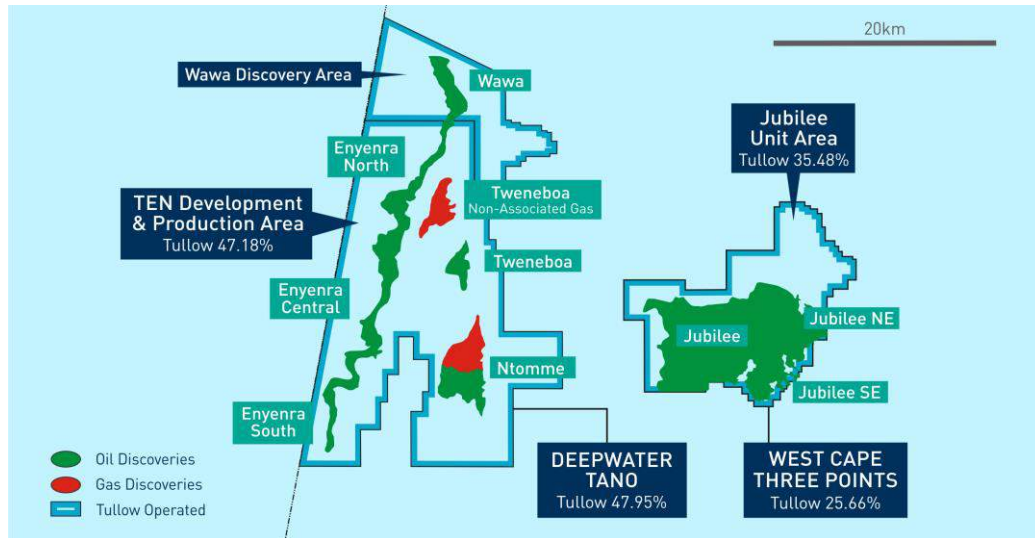 20km
Wawa Discovery Area
Wawa
Jubilee
Unit Area
Tullow 35.48%
Enyenra
North
Tweneboa
Non-Associated Gas
TEN Development
& Production Area
Tullow 47.18%
Tweneboa
Enyenra
Central
Jubilee NE
Jubilee
Ntomme
Jubilee SE
Enyenra
South
DEEPWATER
TANO
Tullow 47.95%
WEST CAPE
THREE POINTS
Tullow 25.66%
Oil Discoveries
Gas Discoveries
Tullow Operated